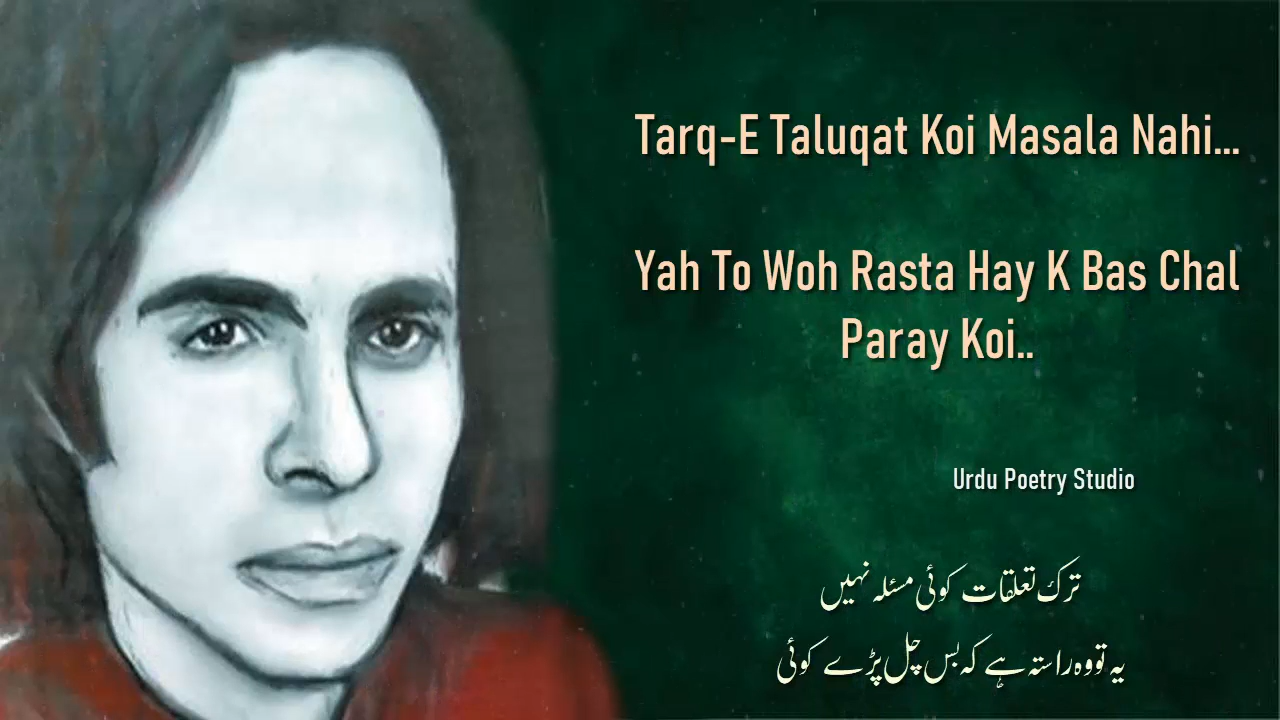 Tarq-E Taluqat Koi Masala Nahi...
Yah To Woh Rasta Hay K Bas Chal
Paray Koi..
Urdu Poetry Studio
ترک تعلقات کوئی مسئلہ نہیں
یہ تو وہ راستہ ہے کہ بس چل پڑے کوئی